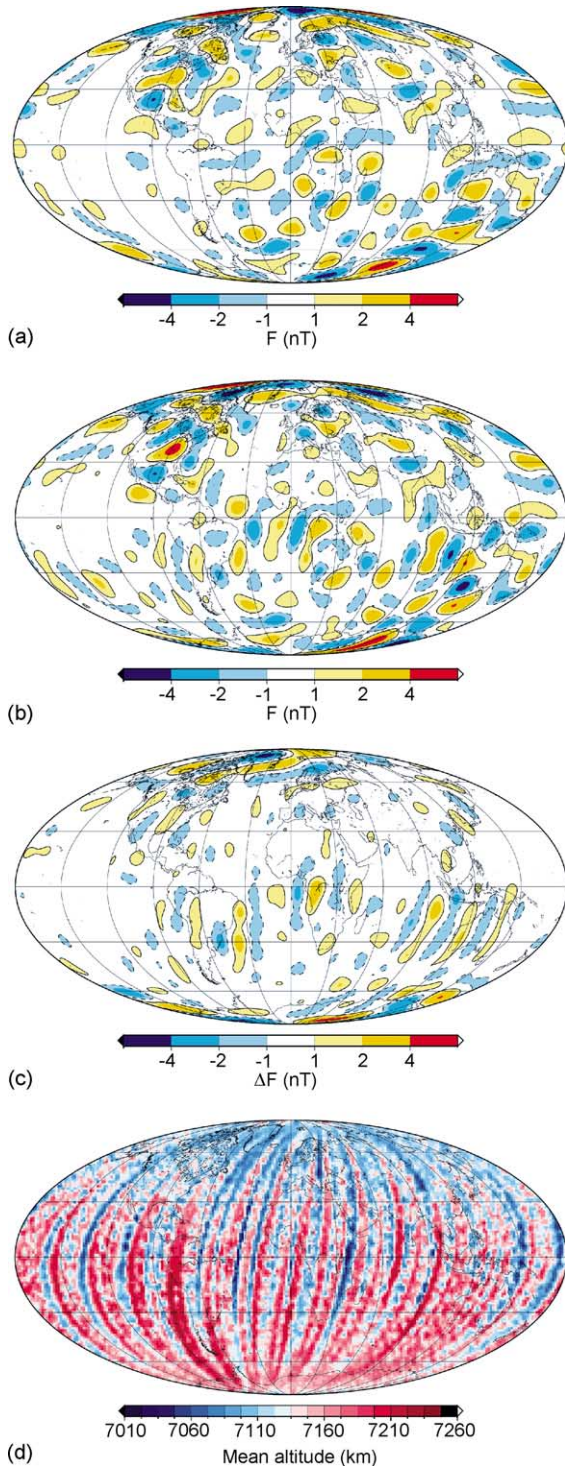 -4 -2 -1 1 2 4
(a) F (nT)
-4 -2 -1 1 2 4
(b) F (nT)
-4 -2 -1 1 2 4
(c) ΔF (nT)
7010 7060 7110 7160 7210 7260
(d) Mean altitude (km)